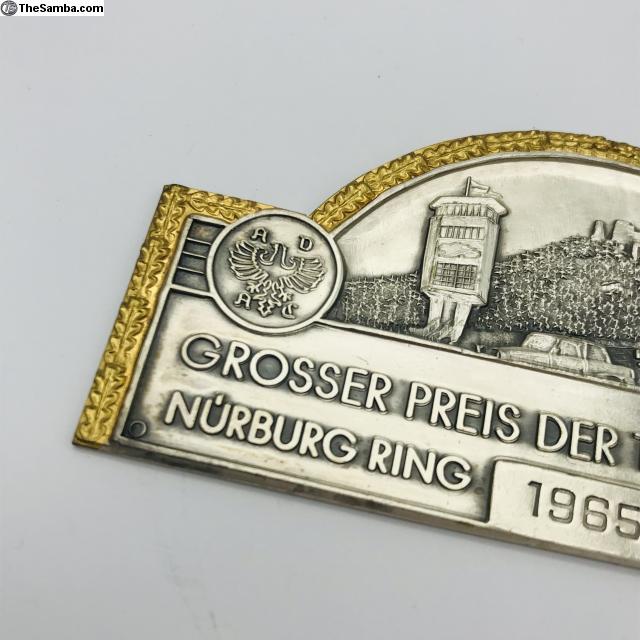 TheSamba.com
A D
A C
GROSSER PREIS DER
NÜRBURG RING
1965